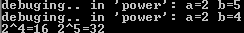 debuging.. in 'power': a=2 b=5
debuging.. in 'power': a=2 b=4
2^4=16 2^5=32